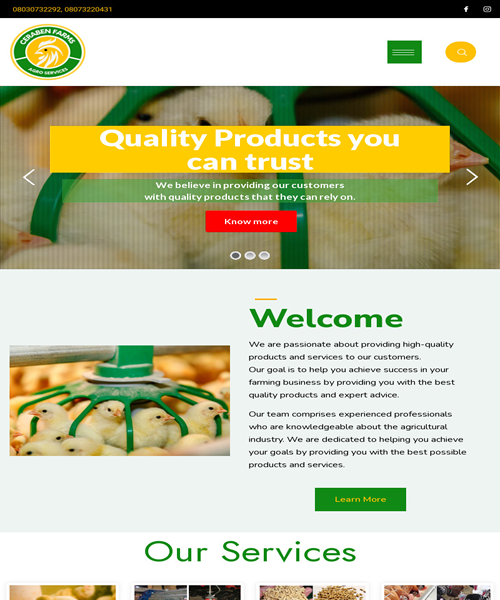 08030732292, 08073220431
CERABEN FARMS
AGRO SERVICES
Quality Products you
can trust
We believe in providing our customers
with quality products that they can rely on.
Know more
Welcome
We are passionate about providing high-quality
products and services to our customers.
Our goal is to help you achieve success in your
farming business by providing you with the best
quality products and expert advice.
Our team comprises experienced professionals
who are knowledgeable about the agricultural
industry. We are dedicated to helping you achieve
your goals by providing you with the best possible
products and services.
Learn More
Our Services